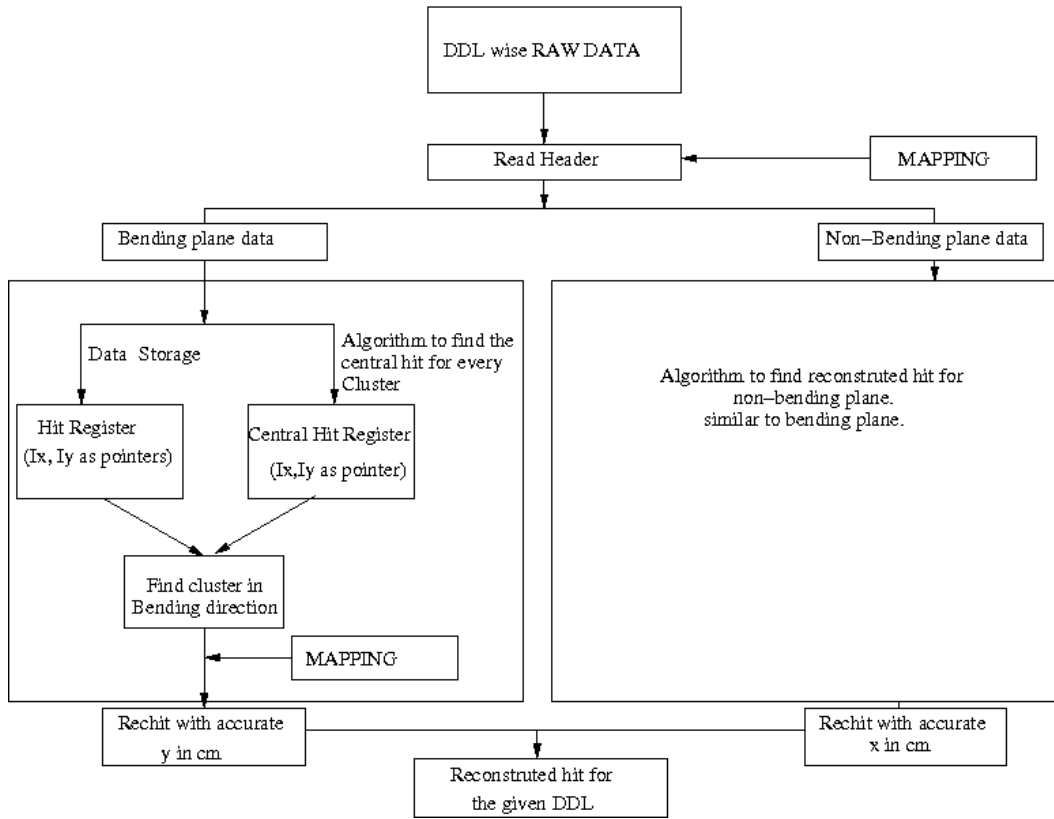 DDL wise RAW DATA
Read Header
MAPPING
Bending plane data
Non-Bending plane data
Data Storage
Algorithm to find the
central hit for every
Cluster
Hit Register
(Ix, Iy as pointers)
Central Hit Register
(Ix,Iy as pointer)
Find cluster in
Bending direction
MAPPING
Algorithm to find reconstruted hit for
non-bending plane.
similar to bending plane.
Rechit with accurate
y in cm
Rechit with accurate
x in cm
Reconstruted hit for
the given DDL